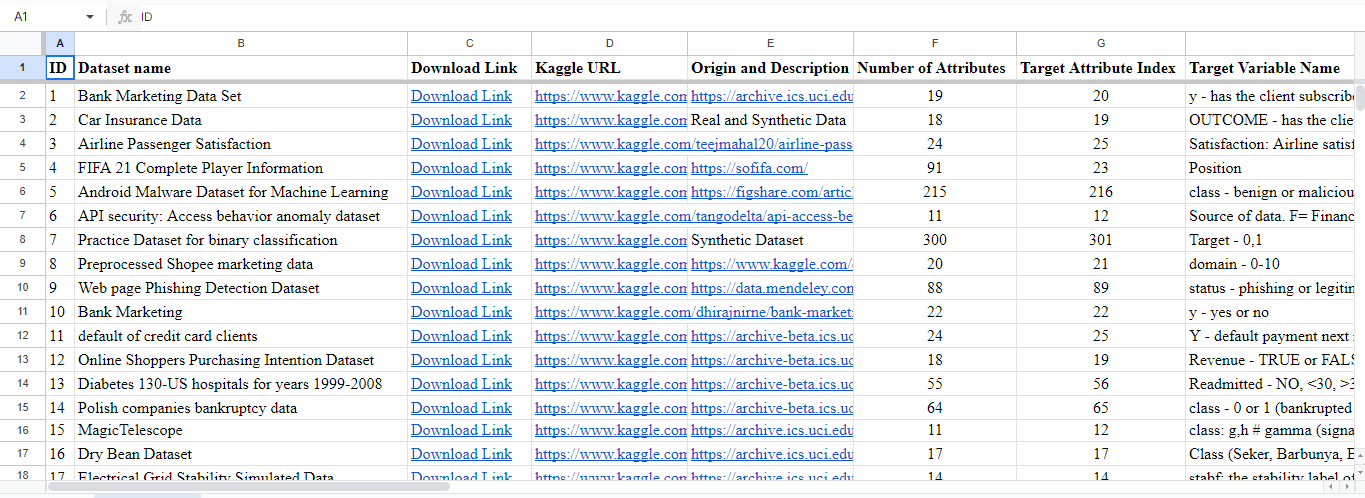 A1 fx ID
A B C D E F G
1 ID Dataset name Download Link Kaggle URL Origin and Description Number of Attributes Target Attribute Index Target Variable Name
2 1 Bank Marketing Data Set Download Link https://www.kaggle.com https://archive.ics.uci.edu 19 20 y - has the client subscribe
3 2 Car Insurance Data Download Link https://www.kaggle.com Real and Synthetic Data 18 19 OUTCOME - has the clie
4 3 Airline Passenger Satisfaction Download Link https://www.kaggle.com/teejmahal20/airline-pass 24 25 Satisfaction: Airline satisf
5 4 FIFA 21 Complete Player Information Download Link https://www.kaggle.com https://sofifa.com/ 91 23 Position
6 5 Android Malware Dataset for Machine Learning Download Link https://www.kaggle.com https://figshare.com/artic 215 216 class - benign or maliciou
7 6 API security: Access behavior anomaly dataset Download Link https://www.kaggle.com/tangodelta/api-access-be 11 12 Source of data. F= Financ
8 7 Practice Dataset for binary classification Download Link https://www.kaggle.com Synthetic Dataset 300 301 Target - 0,1
9 8 Preprocessed Shopee marketing data Download Link https://www.kaggle.com https://www.kaggle.com/ 20 21 domain - 0-10
10 9 Web page Phishing Detection Dataset Download Link https://www.kaggle.com https://data.mendeley.con 88 89 status - phishing or legitin
11 10 Bank Marketing Download Link https://www.kaggle.com/dhirajnirne/bank-market 22 22 y - yes or no
12 11 default of credit card clients Download Link https://www.kaggle.com https://archive-beta.ics.uc 24 25 Y - default payment next
13 12 Online Shoppers Purchasing Intention Dataset Download Link https://www.kaggle.com https://archive-beta.ics.uc 18 19 Revenue - TRUE or FALS
14 13 Diabetes 130-US hospitals for years 1999-2008 Download Link https://www.kaggle.com https://archive-beta.ics.uc 55 56 Readmitted - NO, <30, >3
15 14 Polish companies bankruptcy data Download Link https://www.kaggle.com https://archive-beta.ics.uc 64 65 class - 0 or 1 (bankrupted
16 15 MagicTelescope Download Link https://www.kaggle.com https://archive.ics.uci.edu 11 12 class: g,h # gamma (signa
17 16 Dry Bean Dataset Download Link https://www.kaggle.com https://archive.ics.uci.edu 17 17 Class (Seker, Barbunya, B
18 17 Electrical Grid Stability Simulated Data Download Link https://www.kaggle.com https://archive.ics.uci.edu 14 14 stabf: the stability label of